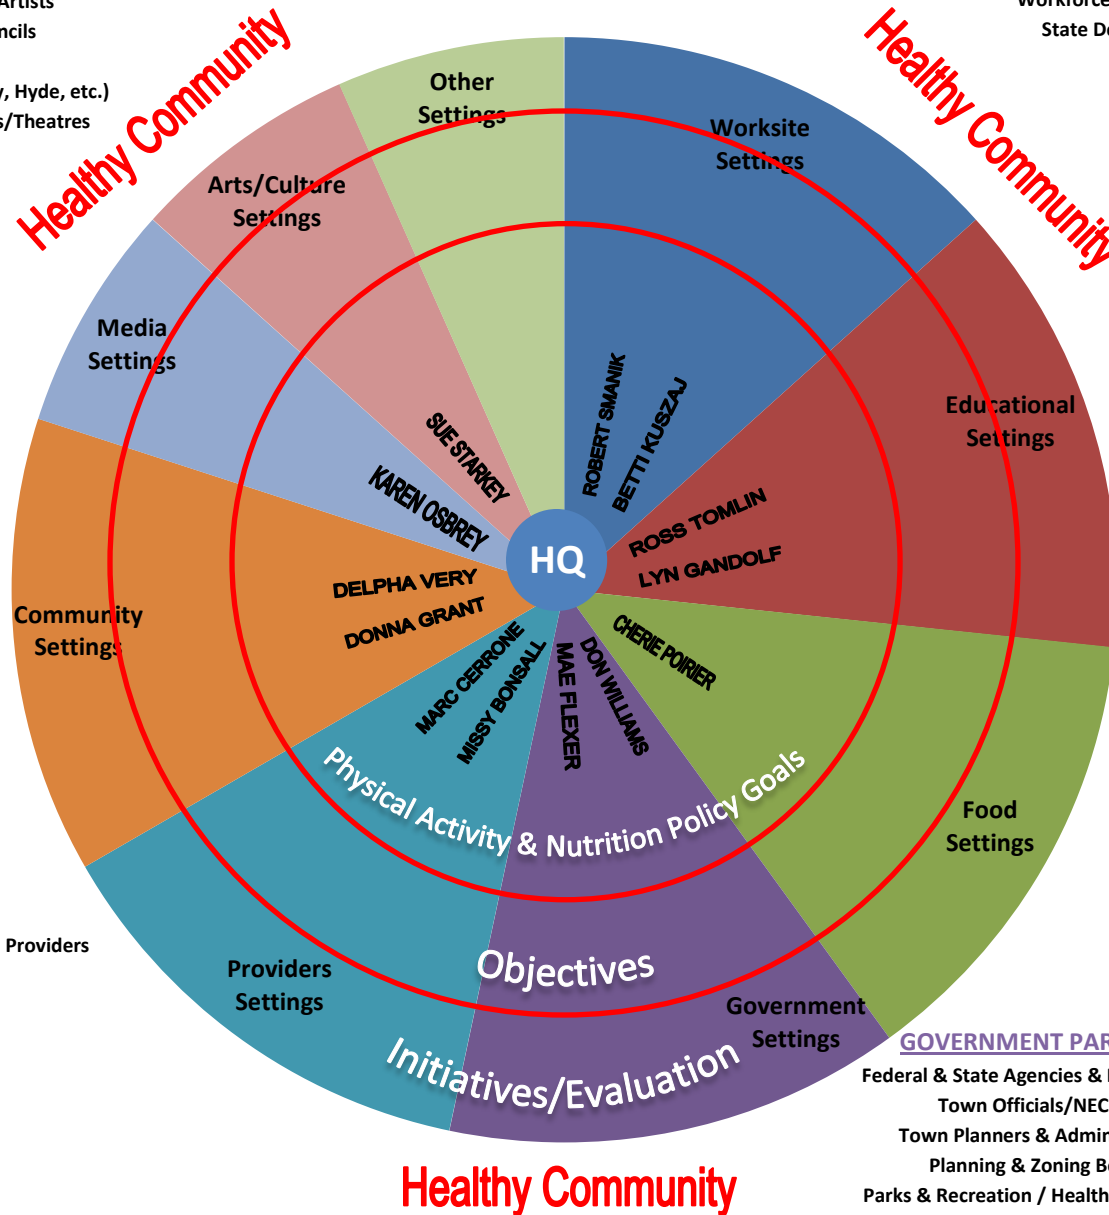 Artists
Healthy Community
Hyde, etc.)
Theatres
State
Healthy Community
Other
Settings
Worksite
Settings
Arts/Culture
Settings
Media
Settings
Educational
Settings
ROBERT SMANIK
BETTI KUSZAJ
SUE STARKEY
KAREN OSBREY
ROSS TOMLIN
LYN GANDOLF
HQ
DELPHA VERY
DONNA GRANT
Community
Settings
MARC CERRONE
MISSY BONSALL
MAE FLEXER
DON WILLIAMS
CHERIE POIRIER
Physical Activity & Nutrition Policy Goals
Food
Settings
Providers
Providers
Settings
Objectives
Government
Settings
Initiatives/Evaluation
GOVERNMENT PAR
Federal & State Agencies &
Town Officials/NEC
Town Planners & Admin
Planning & Zoning
Parks & Recreation / Health
Healthy Community